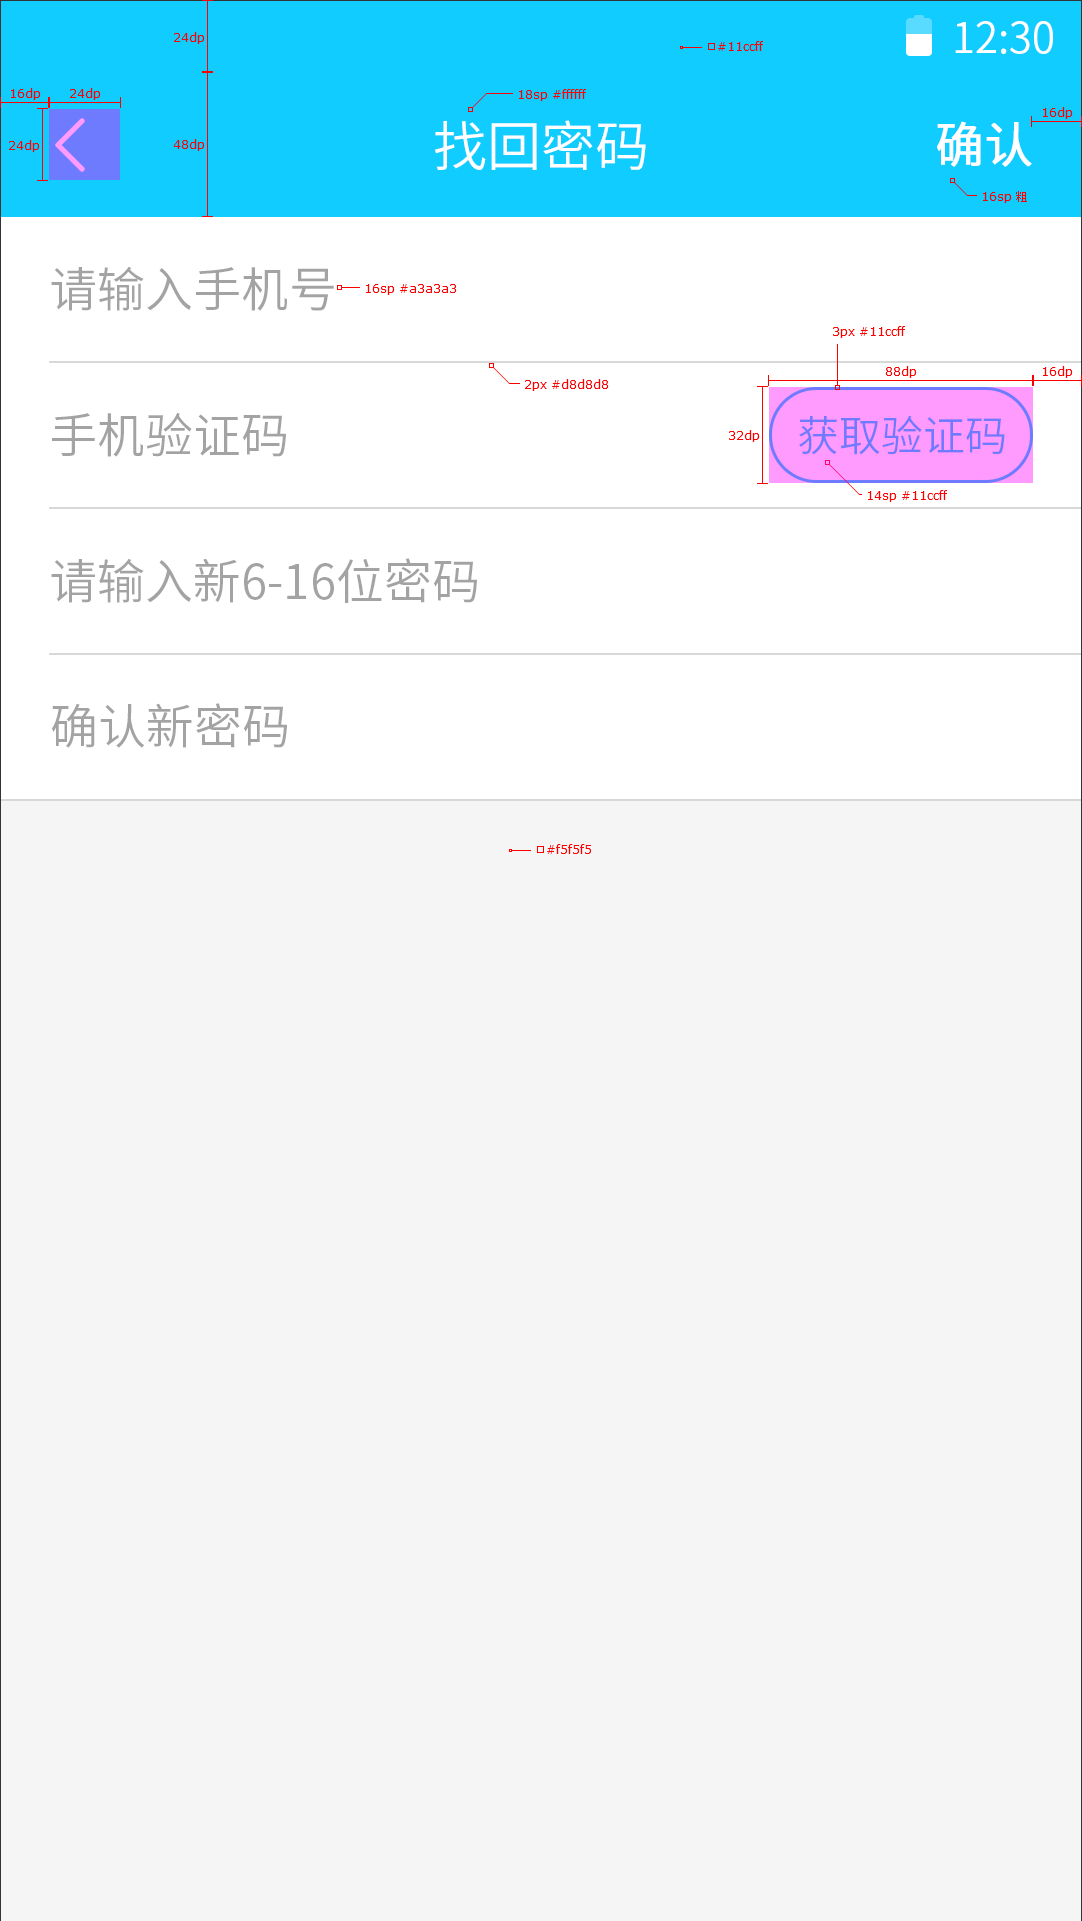 24dp
#11ccff
12:30
16dp
24dp
18sp #ffffff
16dp
24dp
48dp
找回密码
确认
16sp 粗
请输入手机号
16sp #a3a3a3
3px #11ccff
2px #d8d8d8
88dp
16dp
手机验证码
32dp
获取验证码
14sp #11ccff
请输入新6-16位密码
确认新密码
#f5f5f5